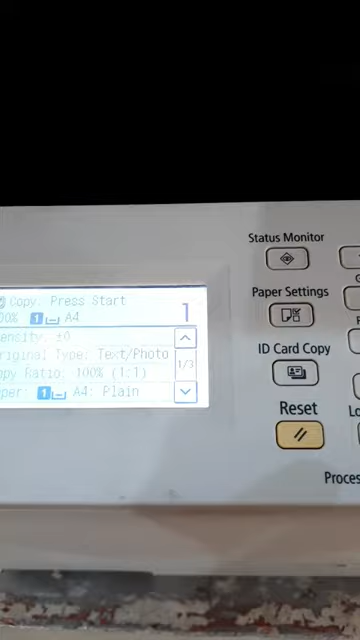 Copy: Press Start
00% 1 A4 1
ensity: ±0
riginal Type: Text/Photo
opy Ratio: 100% (1:1)
1/3
per: 1 A4: Plain
Status Monitor
Paper Settings
ID Card Copy
Reset
Lo
Proces